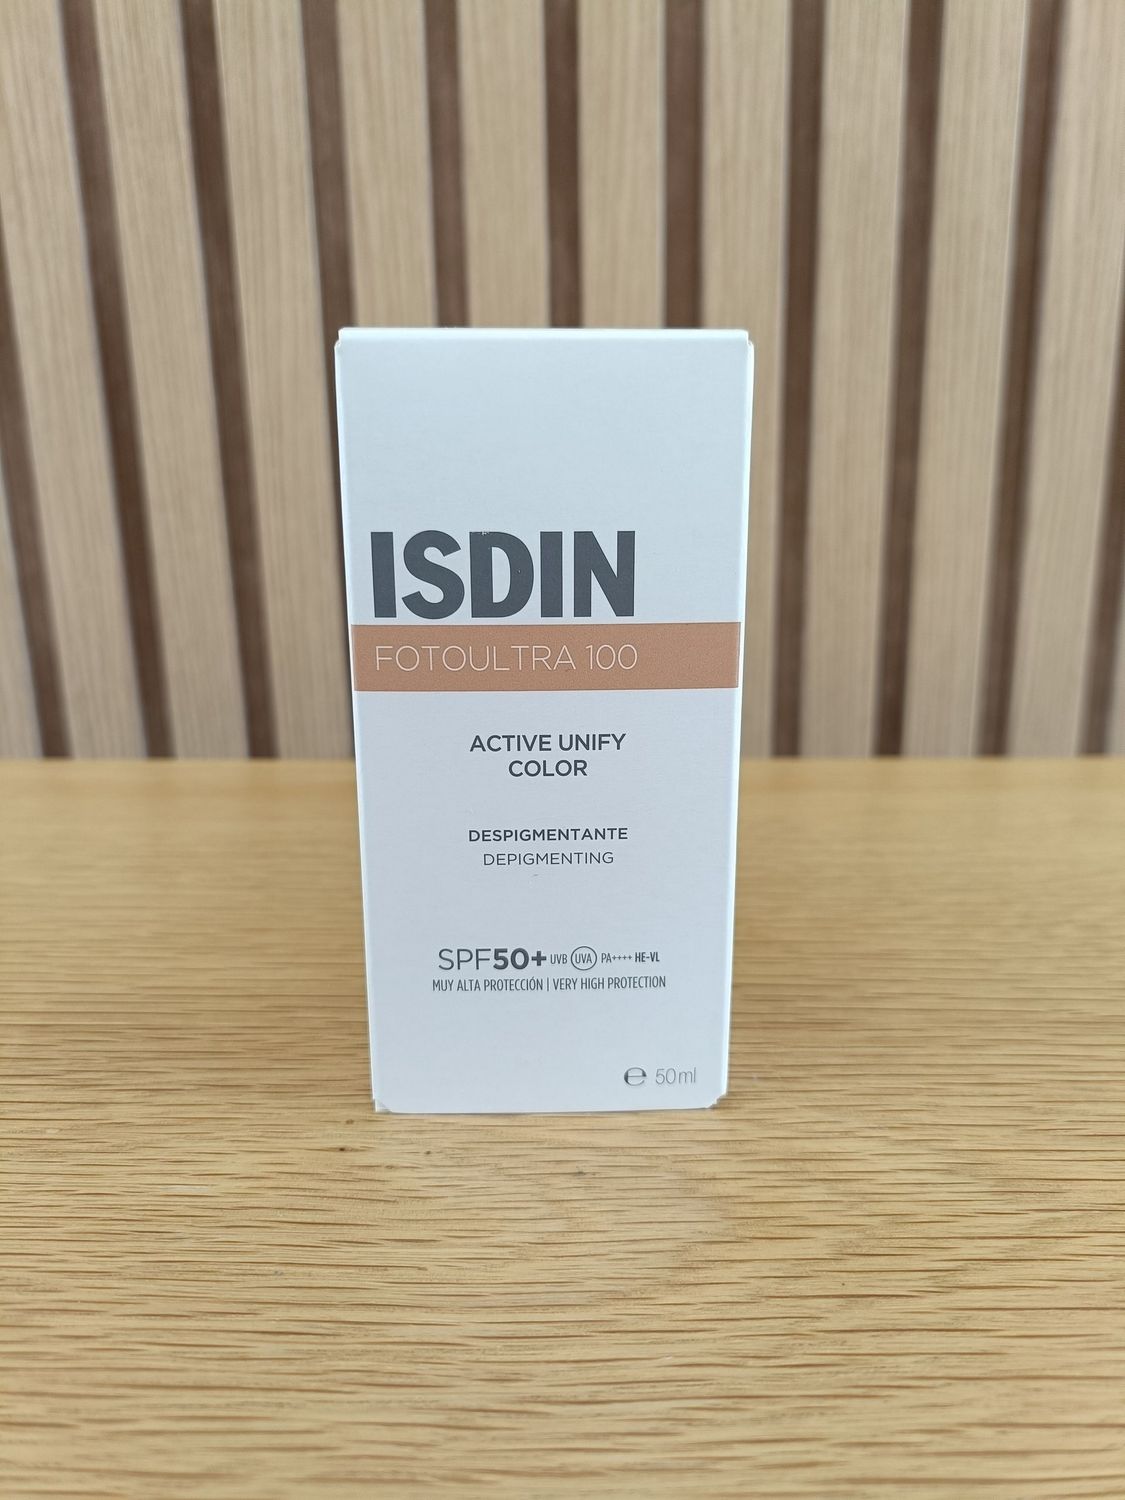 ISDIN
FOTOULTRA 100
ACTIVE UNIFY
COLOR
DESPIGMENTANTE
DEPIGMENTING
SPF50+ UVB UVA PA++++ HE-VL
MUY ALTA PROTECCIÓN | VERY HIGH PROTECTION
℮ 50ml